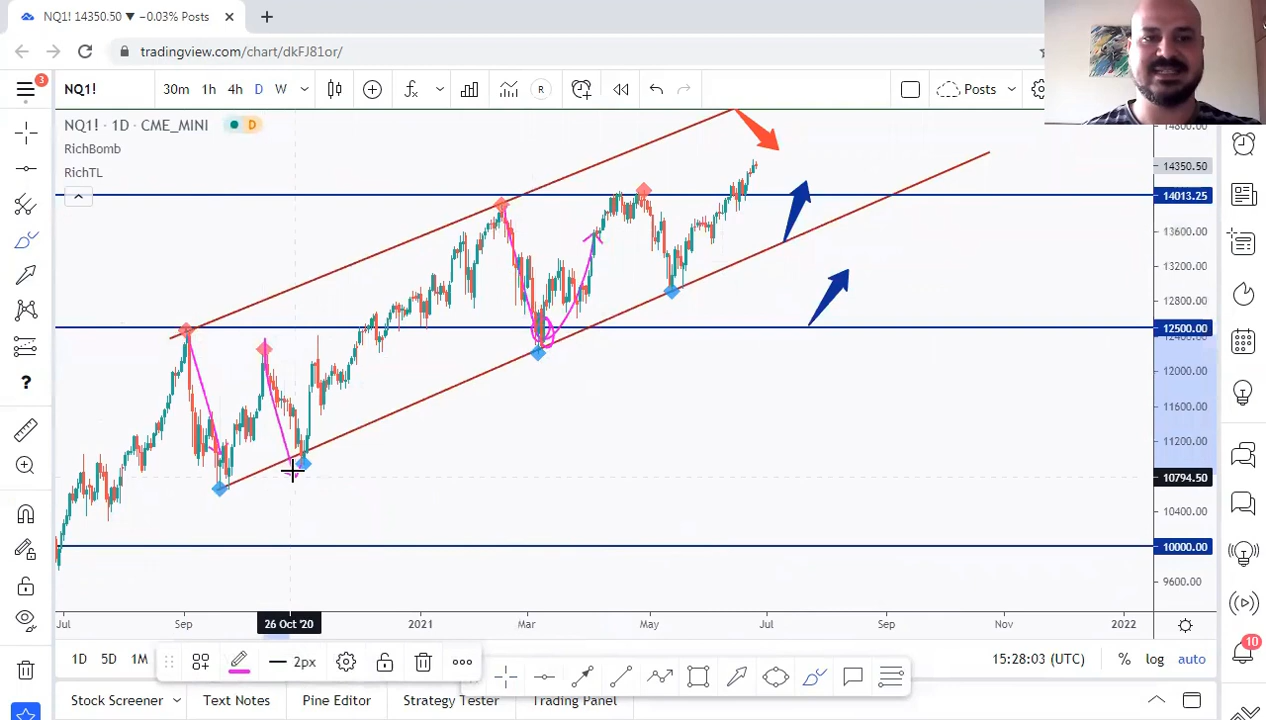 NQ1! 14350.50 ▼ −0.03% Posts
tradingview.com/chart/dkFJ81or/
3
NQ1!
30m 1h 4h D W
R
Posts
NQ1! · 1D · CME_MINI
D
RichBomb
RichTL
14800.00
14350.50
14013.25
13600.00
13200.00
12800.00
12500.00
12400.00
12000.00
11600.00
11200.00
10794.50
10400.00
10000.00
9600.00
Jul Sep 26 Oct '20 2021 Mar May Jul Sep Nov 2022
1D 5D 1M
2px
15:28:03 (UTC) % log auto
10
Stock Screener Text Notes Pine Editor Strategy Tester Trading Panel